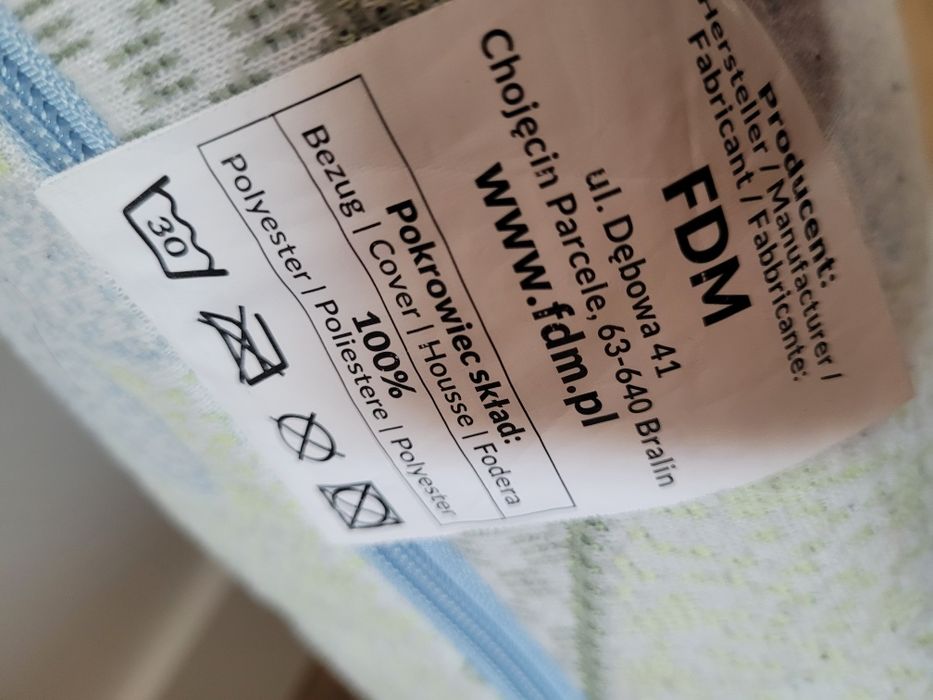 Producent:
Hersteller / Manufacturer /
Fabricant / Fabbricante:
FDM
ul. Dębowa 41
Chojęcin Parcele, 63-640 Bralin
www.fdm.pl
Pokrowiec skład:
Bezug | Cover | Housse | Fodera
100%
Polyester | Poliestere | Polyester
30